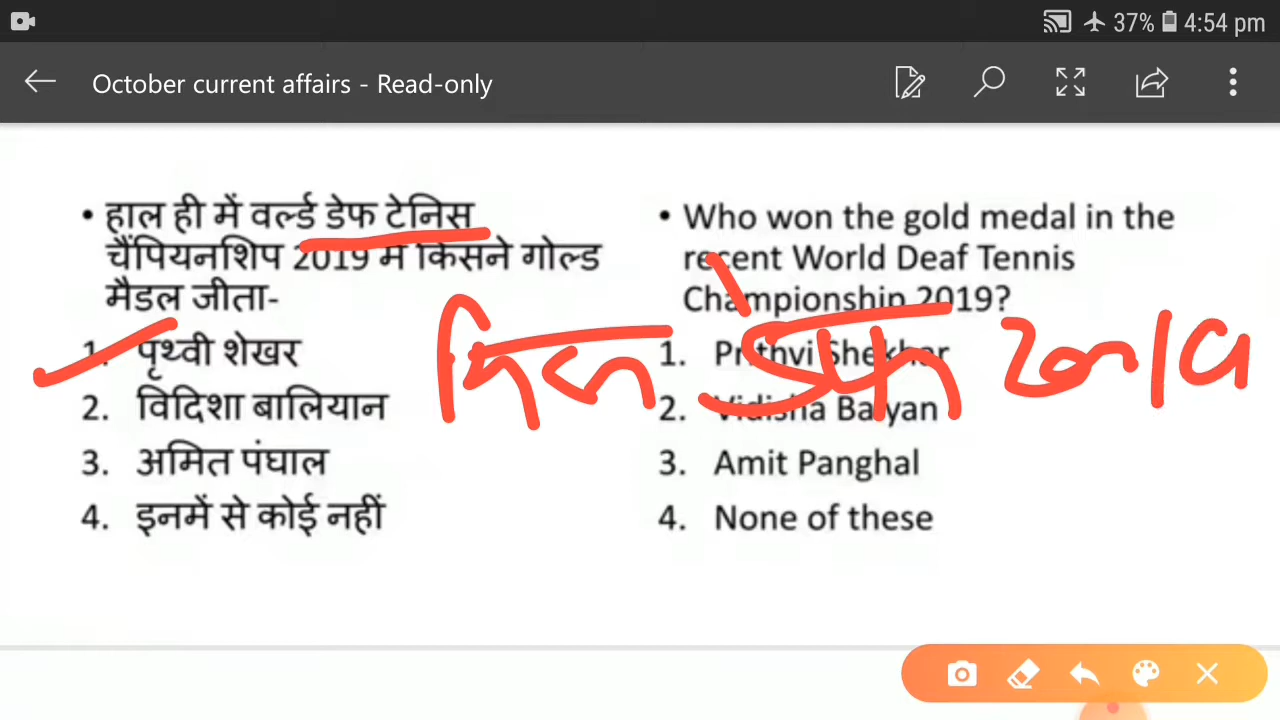 37% 4:54 pm
October current affairs - Read-only
• हाल ही में वर्ल्ड डेफ टेनिस
चैंपियनशिप 2019 में किसने गोल्ड
मैडल जीता-
1. पृथ्वी शेखर
2. विदिशा बालियान
3. अमित पंघाल
4. इनमें से कोई नहीं
• Who won the gold medal in the
recent World Deaf Tennis
Championship 2019?
1. Prithvi Shekhar
2. Vidisha Baliyan
3. Amit Panghal
4. None of these
मिस डेफ 2019